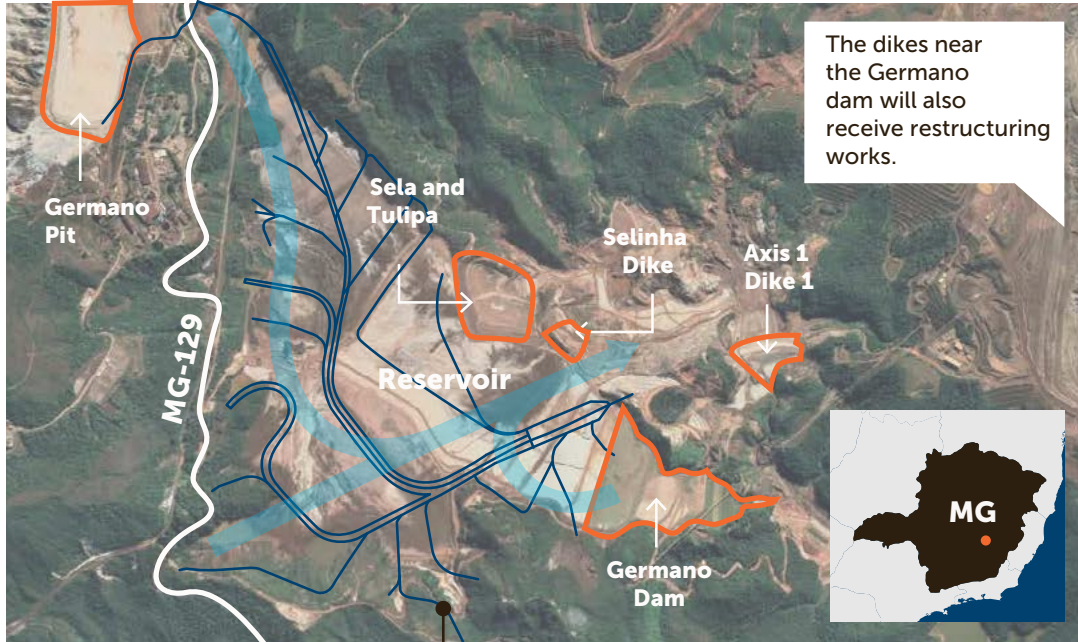 The dikes near
the Germano
dam will also
receive restructuring
works.
Germano
Pit
Sela and
Tulipa
Selinha
Dike
Axis 1
Dike 1
MG-129
Reservoir
Germano
Dam
MG